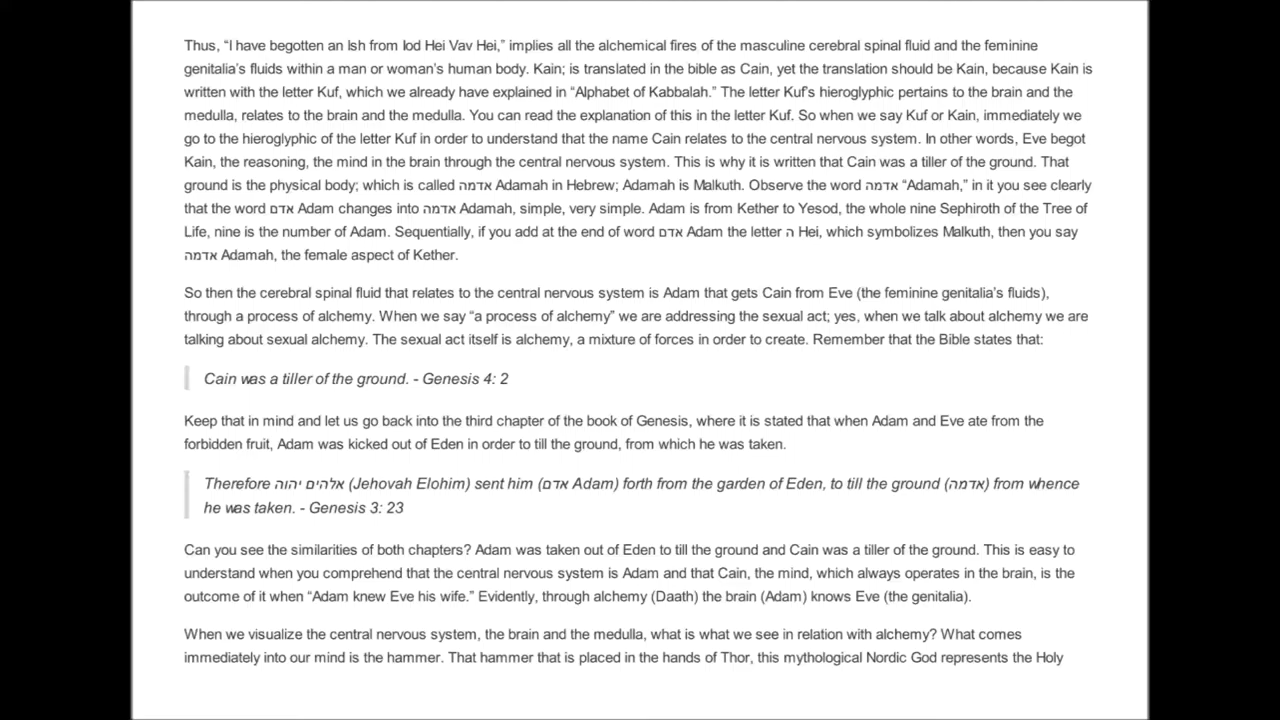 Thus, “I have begotten an Ish from Iod Hei Vav Hei,” implies all the alchemical fires of the masculine cerebral spinal fluid and the feminine
genitalia’s fluids within a man or woman’s human body. Kain; is translated in the bible as Cain, yet the translation should be Kain, because Kain is
written with the letter Kuf, which we already have explained in “Alphabet of Kabbalah.” The letter Kuf’s hieroglyphic pertains to the brain and the
medulla, relates to the brain and the medulla. You can read the explanation of this in the letter Kuf. So when we say Kuf or Kain, immediately we
go to the hieroglyphic of the letter Kuf in order to understand that the name Cain relates to the central nervous system. In other words, Eve begot
Kain, the reasoning, the mind in the brain through the central nervous system. This is why it is written that Cain was a tiller of the ground. That
ground is the physical body; which is called אדמה Adamah in Hebrew; Adamah is Malkuth. Observe the word אדמה “Adamah,” in it you see clearly
that the word אדם Adam changes into אדמה Adamah, simple, very simple. Adam is from Kether to Yesod, the whole nine Sephiroth of the Tree of
Life, nine is the number of Adam. Sequentially, if you add at the end of word אדם Adam the letter ה Hei, which symbolizes Malkuth, then you say
אדמה Adamah, the female aspect of Kether.
So then the cerebral spinal fluid that relates to the central nervous system is Adam that gets Cain from Eve (the feminine genitalia’s fluids),
through a process of alchemy. When we say “a process of alchemy” we are addressing the sexual act; yes, when we talk about alchemy we are
talking about sexual alchemy. The sexual act itself is alchemy, a mixture of forces in order to create. Remember that the Bible states that:
Cain was a tiller of the ground. - Genesis 4: 2
Keep that in mind and let us go back into the third chapter of the book of Genesis, where it is stated that when Adam and Eve ate from the
forbidden fruit, Adam was kicked out of Eden in order to till the ground, from which he was taken.
Therefore אלהים יהוה (Jehovah Elohim) sent him (אדם Adam) forth from the garden of Eden, to till the ground (אדמה) from whence
he was taken. - Genesis 3: 23
Can you see the similarities of both chapters? Adam was taken out of Eden to till the ground and Cain was a tiller of the ground. This is easy to
understand when you comprehend that the central nervous system is Adam and that Cain, the mind, which always operates in the brain, is the
outcome of it when “Adam knew Eve his wife.” Evidently, through alchemy (Daath) the brain (Adam) knows Eve (the genitalia).
When we visualize the central nervous system, the brain and the medulla, what is what we see in relation with alchemy? What comes
immediately into our mind is the hammer. That hammer that is placed in the hands of Thor, this mythological Nordic God represents the Holy